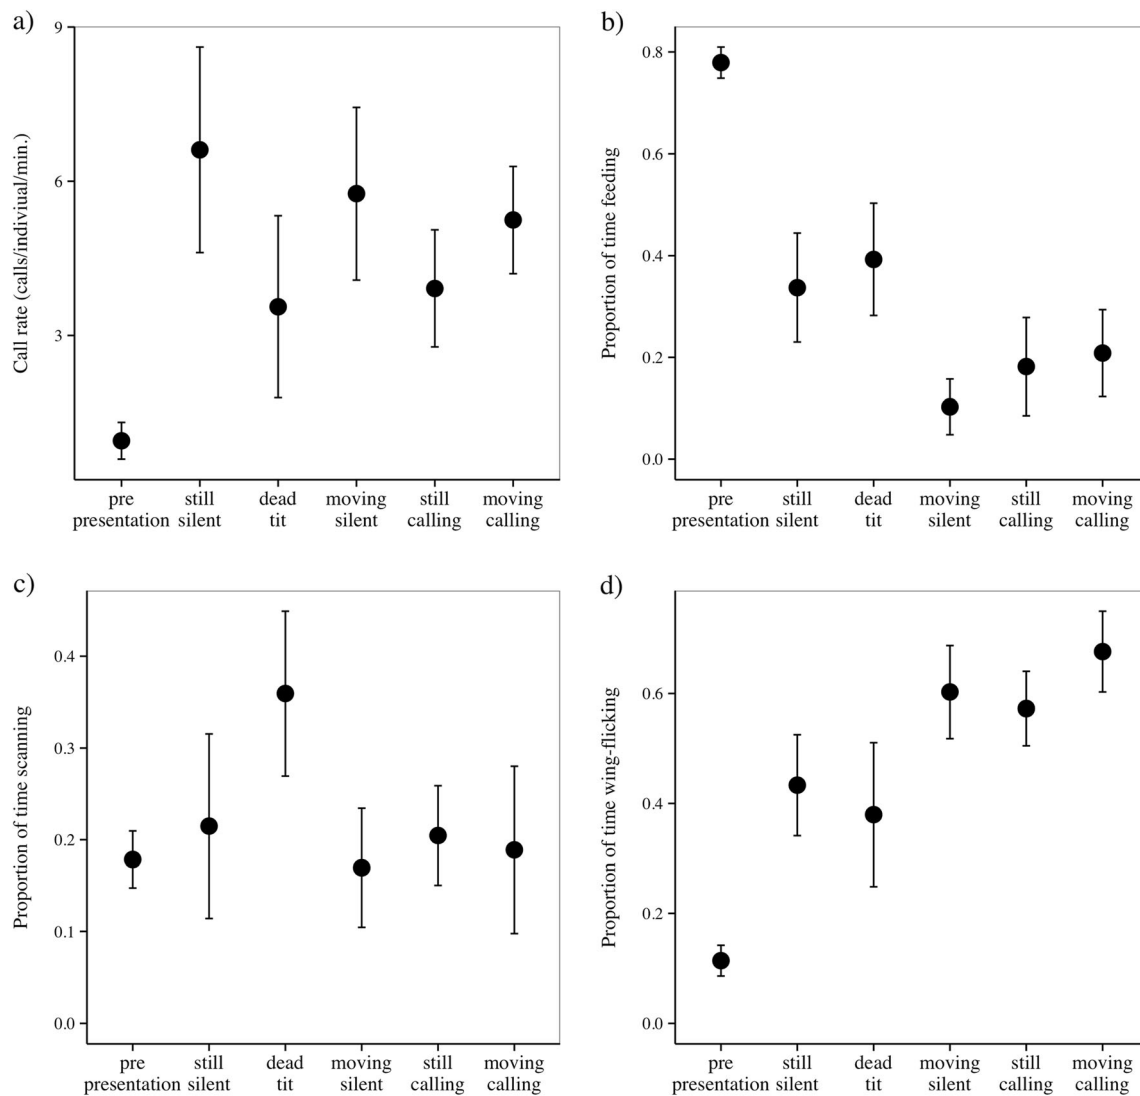 a)
Call rate (calls/indiviual/min.)
9
6
3
pre presentation
still silent
dead tit
moving silent
still calling
moving calling
b)
Proportion of time feeding
0.8
0.6
0.4
0.2
0.0
pre presentation
still silent
dead tit
moving silent
still calling
moving calling
c)
Proportion of time scanning
0.4
0.3
0.2
0.1
0.0
pre presentation
still silent
dead tit
moving silent
still calling
moving calling
d)
Proportion of time wing-flicking
0.6
0.4
0.2
0.0
pre presentation
still silent
dead tit
moving silent
still calling
moving calling